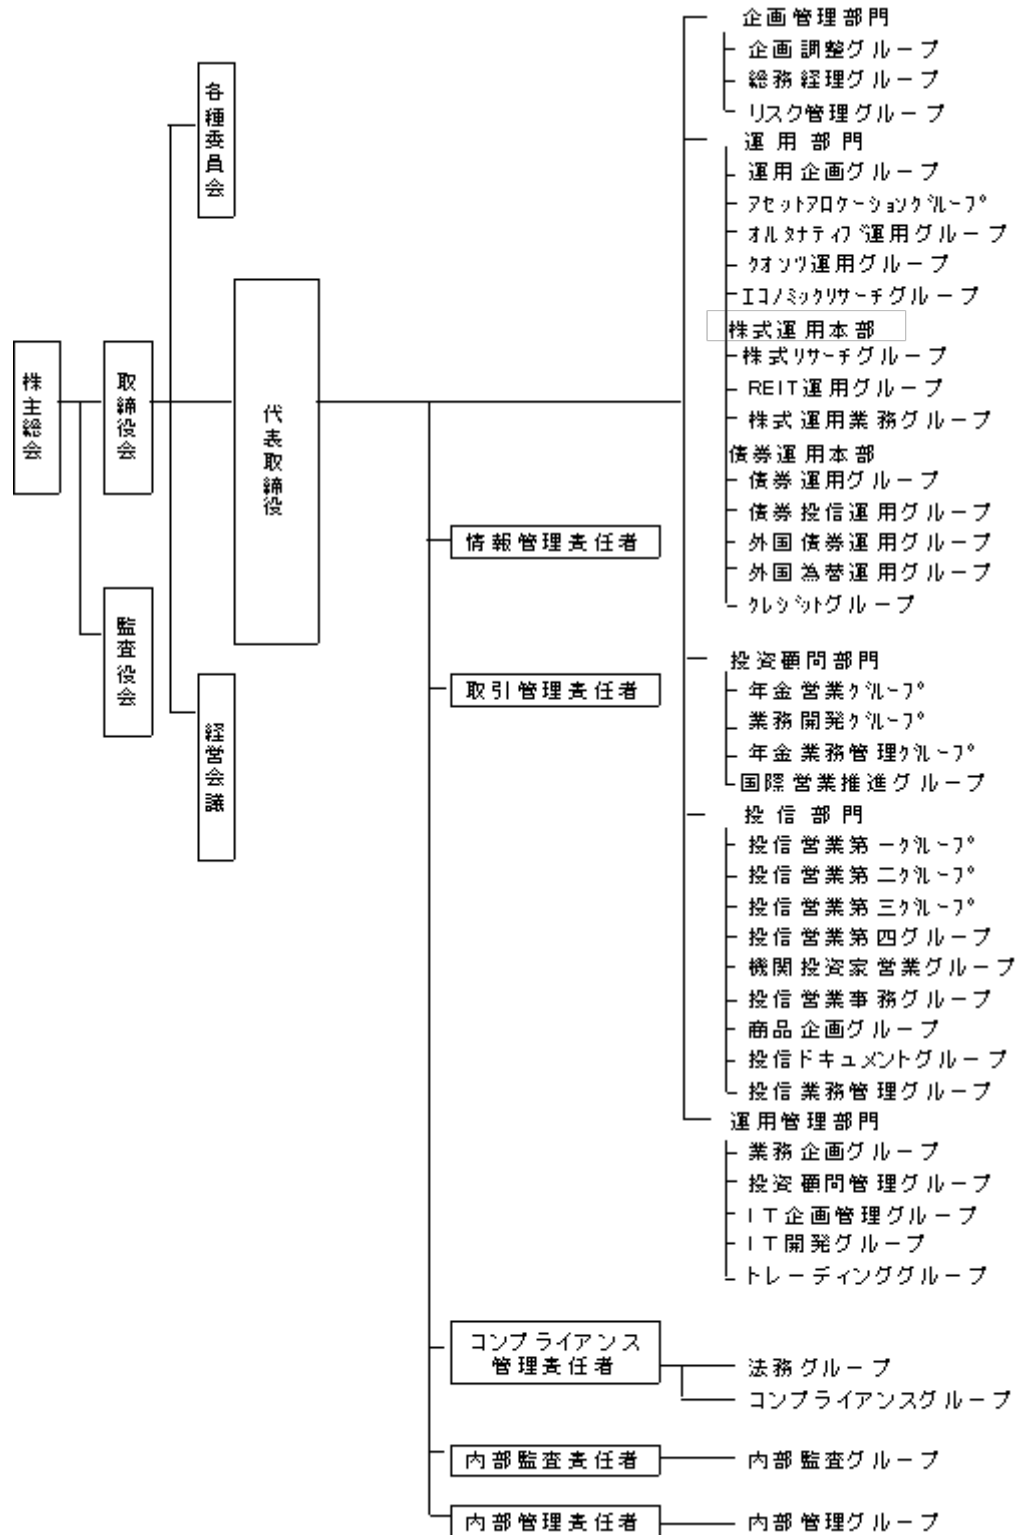 株主総会
取締役会
監査役会
各種委員会
経営会議
代表取締役
情報管理責任者
取引管理責任者
コンプライアンス
管理責任者
内部監査責任者
内部管理責任者
企画管理部門
企画調整グループ
総務経理グループ
リスク管理グループ
運用部門
運用企画グループ
アセットアロケーショングループ
オルタナティブ運用グループ
クオンツ運用グループ
エコノミックリサーチグループ
株式運用本部
株式リサーチグループ
REIT運用グループ
株式運用業務グループ
債券運用本部
債券運用グループ
債券投信運用グループ
外国債券運用グループ
外国為替運用グループ
クレジットグループ
投資顧問部門
年金営業グループ
業務開発グループ
年金業務管理グループ
国際営業推進グループ
投信部門
投信営業第一グループ
投信営業第二グループ
投信営業第三グループ
投信営業第四グループ
機関投資家営業グループ
投信営業事務グループ
商品企画グループ
投信ドキュメントグループ
投信業務管理グループ
運用管理部門
業務企画グループ
投資顧問管理グループ
IT企画管理グループ
IT開発グループ
トレーディンググループ
法務グループ
コンプライアンスグループ
内部監査グループ
内部管理グループ